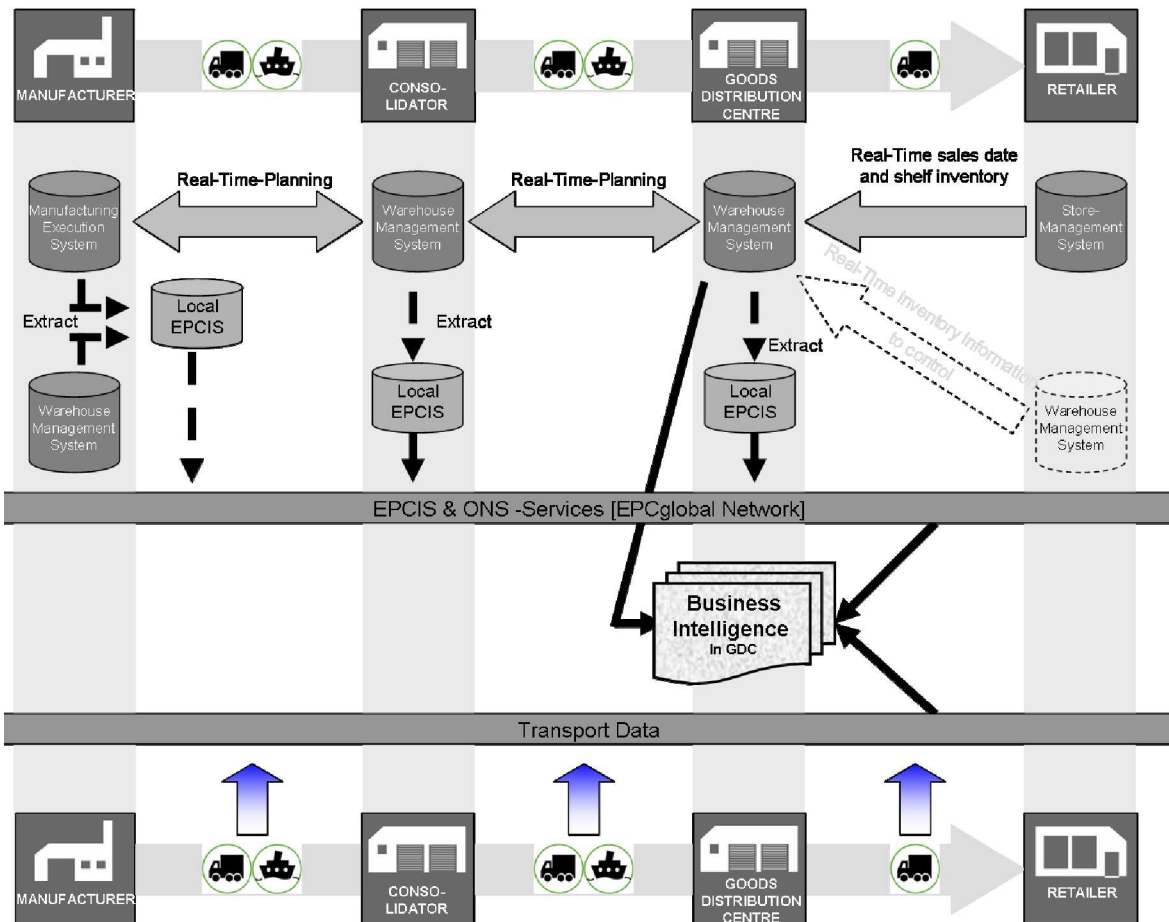 MANUFACTURER
CONSO-
LIDATOR
GOODS
DISTRIBUTION
CENTRE
RETAILER
Real-Time-Planning
Real-Time-Planning
Real-Time sales date
and shelf inventory
Manufacturing
Execution
System
Warehouse
Management
System
Warehouse
Management
System
Store-
Management
System
Real-Time Inventory Information
to control
Extract
Local
EPCIS
Extract
Extract
Warehouse
Management
System
Local
EPCIS
Local
EPCIS
Warehouse
Management
System
EPCIS & ONS -Services [EPCglobal Network]
Business
Intelligence
In GDC
Transport Data
MANUFACTURER
CONSO-
LIDATOR
GOODS
DISTRIBUTION
CENTRE
RETAILER